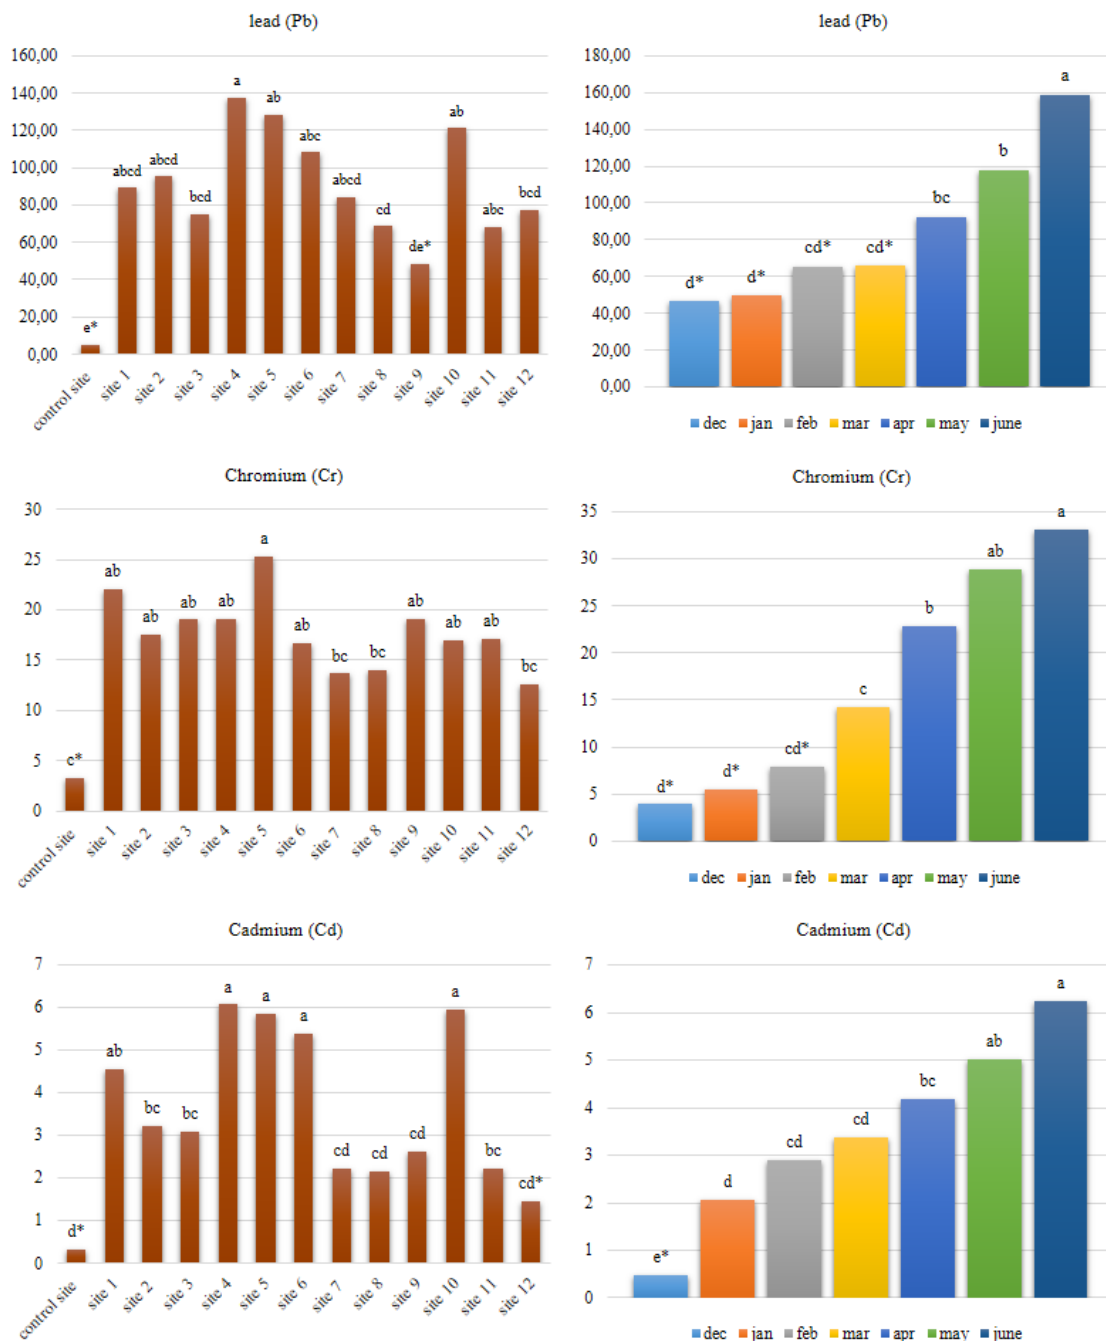 lead (Pb)
160,00
140,00
120,00
100,00
80,00
60,00
40,00
20,00
0,00
e*
abcd
abcd
bcd
a
ab
abc
abcd
cd
de*
ab
abc
bcd
control site
site 1
site 2
site 3
site 4
site 5
site 6
site 7
site 8
site 9
site 10
site 11
site 12
lead (Pb)
180,00
160,00
140,00
120,00
100,00
80,00
60,00
40,00
20,00
0,00
d*
d*
cd*
cd*
bc
b
a
dec jan feb mar apr may june
Chromium (Cr)
30
25
20
15
10
5
0
c*
ab
ab
ab
ab
a
ab
bc
bc
ab
ab
ab
bc
control site
site 1
site 2
site 3
site 4
site 5
site 6
site 7
site 8
site 9
site 10
site 11
site 12
Chromium (Cr)
35
30
25
20
15
10
5
0
d*
d*
cd*
c
b
ab
a
dec jan feb mar apr may june
Cadmium (Cd)
7
6
5
4
3
2
1
0
d*
ab
bc
bc
a
a
a
cd
cd
cd
a
bc
cd*
control site
site 1
site 2
site 3
site 4
site 5
site 6
site 7
site 8
site 9
site 10
site 11
site 12
Cadmium (Cd)
7
6
5
4
3
2
1
0
e*
d
cd
cd
bc
ab
a
dec jan feb mar apr may june